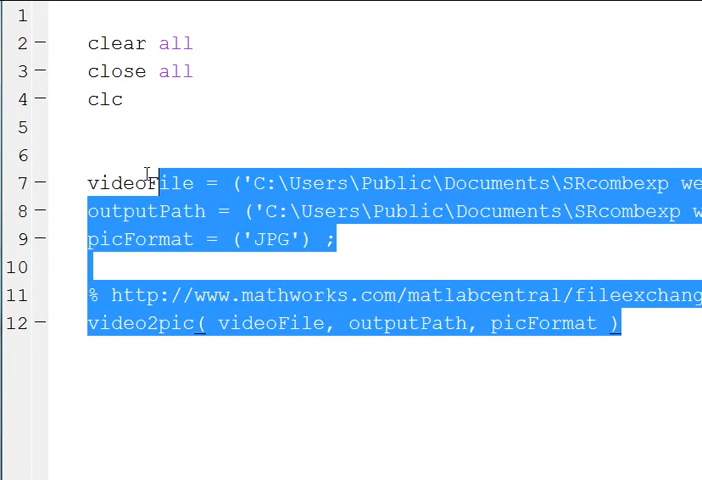 1
2 – clear all
3 – close all
4 – clc
5
6
7 – videoFile = ('C:\Users\Public\Documents\SRcombexp we
8 – outputPath = ('C:\Users\Public\Documents\SRcombexp w
9 – picFormat = ('JPG') ;
10
11 % http://www.mathworks.com/matlabcentral/fileexchang
12 – video2pic( videoFile, outputPath, picFormat )